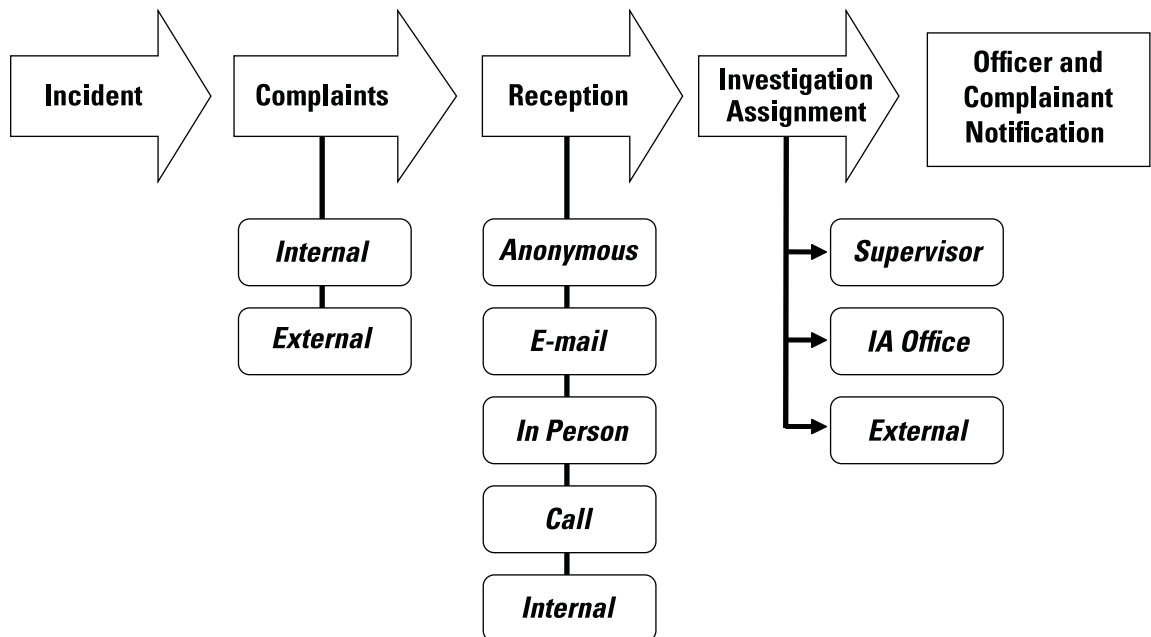 Incident
Complaints
Reception
Investigation
Assignment
Officer and
Complainant
Notification
Internal
External
Anonymous
E-mail
In Person
Call
Internal
Supervisor
IA Office
External